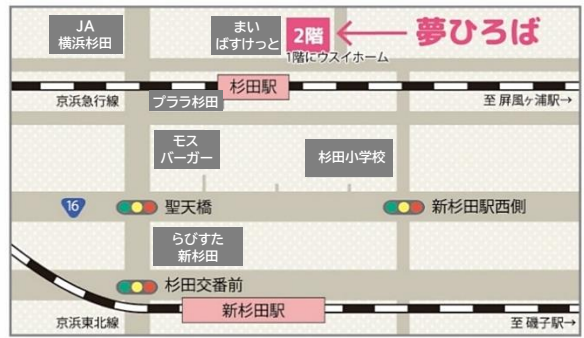 JA
横浜杉田
まい
ばすけっと
2階
夢ひろば
1階にウスイホーム
杉田駅
京浜急行線
プララ杉田
至 屏風ヶ浦駅→
モス
バーガー
杉田小学校
16
聖天橋
新杉田駅西側
らびすた
新杉田
杉田交番前
新杉田駅
京浜東北線
至 磯子駅→